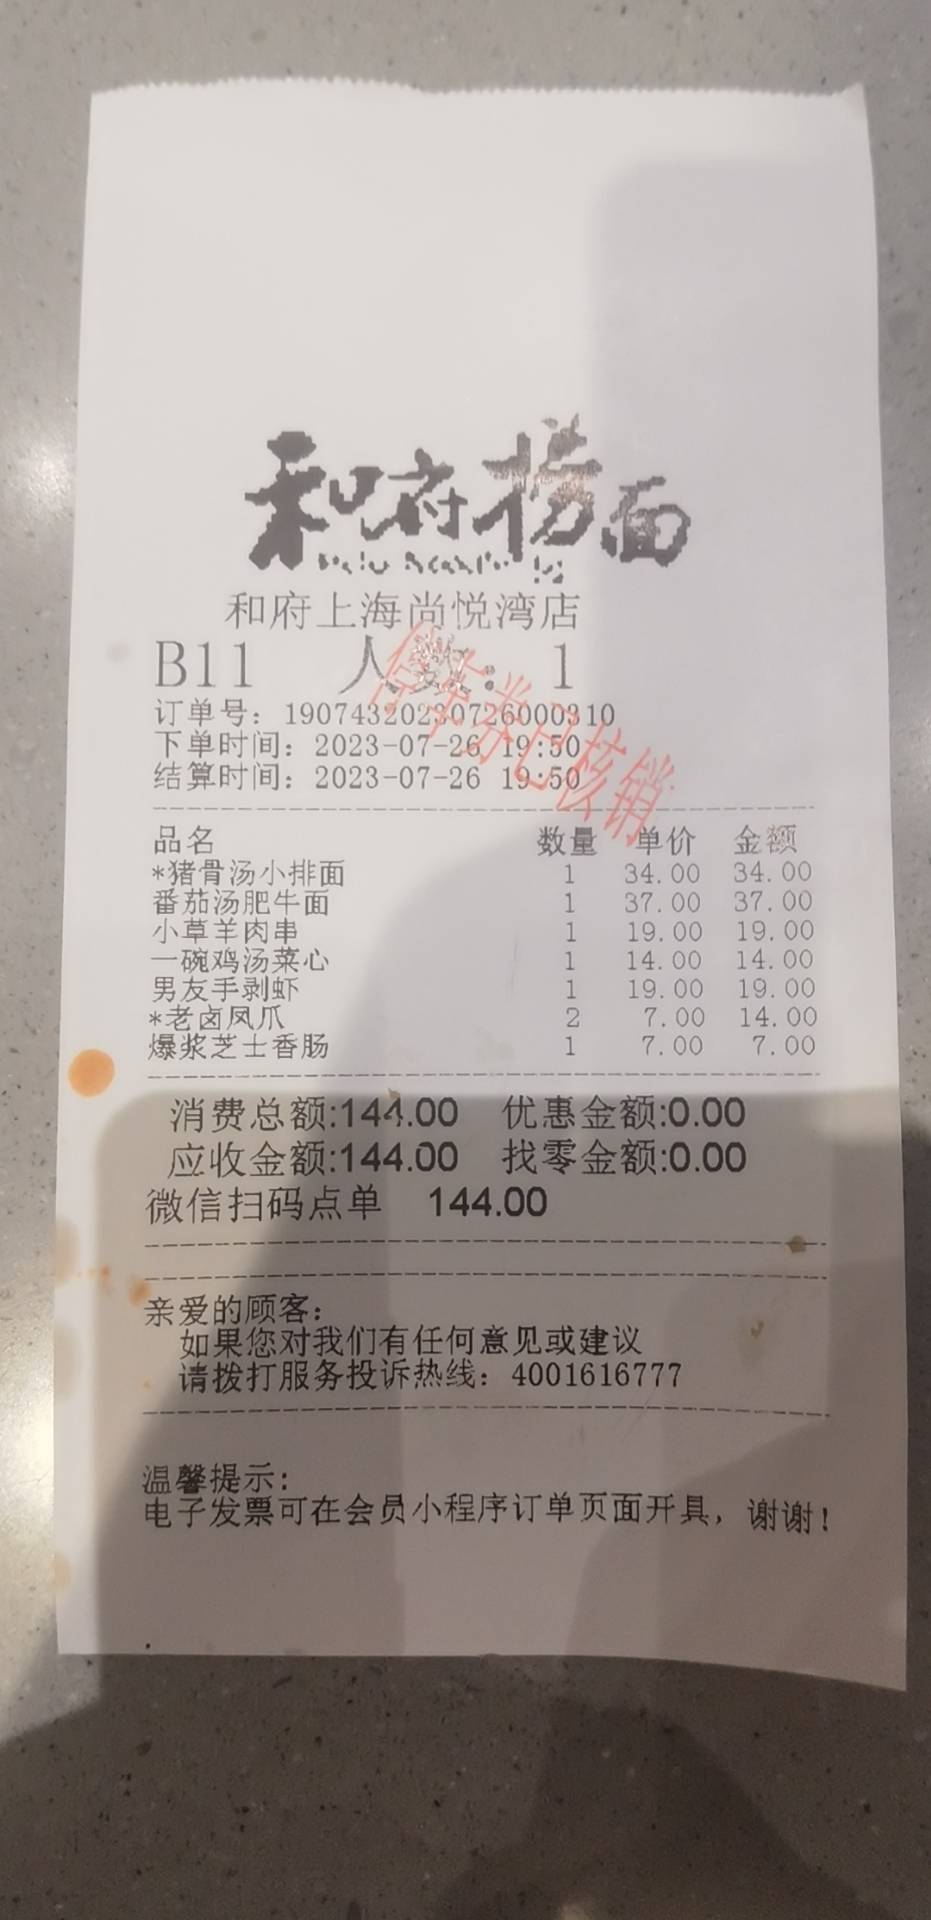 和府捞面
和府上海尚悦湾店
B11 人数: 1
订单号: 19074320230726000310
下单时间: 2023-07-26 19:50
结算时间: 2023-07-26 19:50
停车券已核销
品名 数量 单价 金额
*猪骨汤小排面 1 34.00 34.00
番茄汤肥牛面 1 37.00 37.00
小草羊肉串 1 19.00 19.00
一碗鸡汤菜心 1 14.00 14.00
男友手剥虾 1 19.00 19.00
*老卤凤爪 2 7.00 14.00
爆浆芝士香肠 1 7.00 7.00
消费总额:144.00 优惠金额:0.00
应收金额:144.00 找零金额:0.00
微信扫码点单 144.00
亲爱的顾客:
如果您对我们有任何意见或建议
请拨打服务投诉热线: 4001616777
温馨提示:
电子发票可在会员小程序订单页面开具, 谢谢!